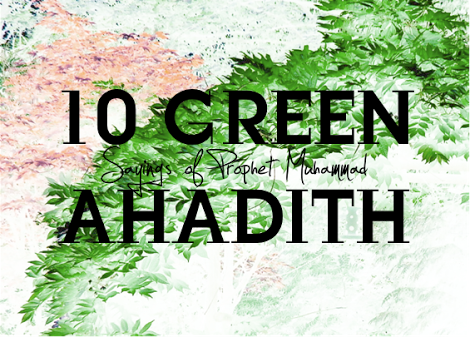 10 GREEN
Sayings of Prophet Muhammad
AHADITH